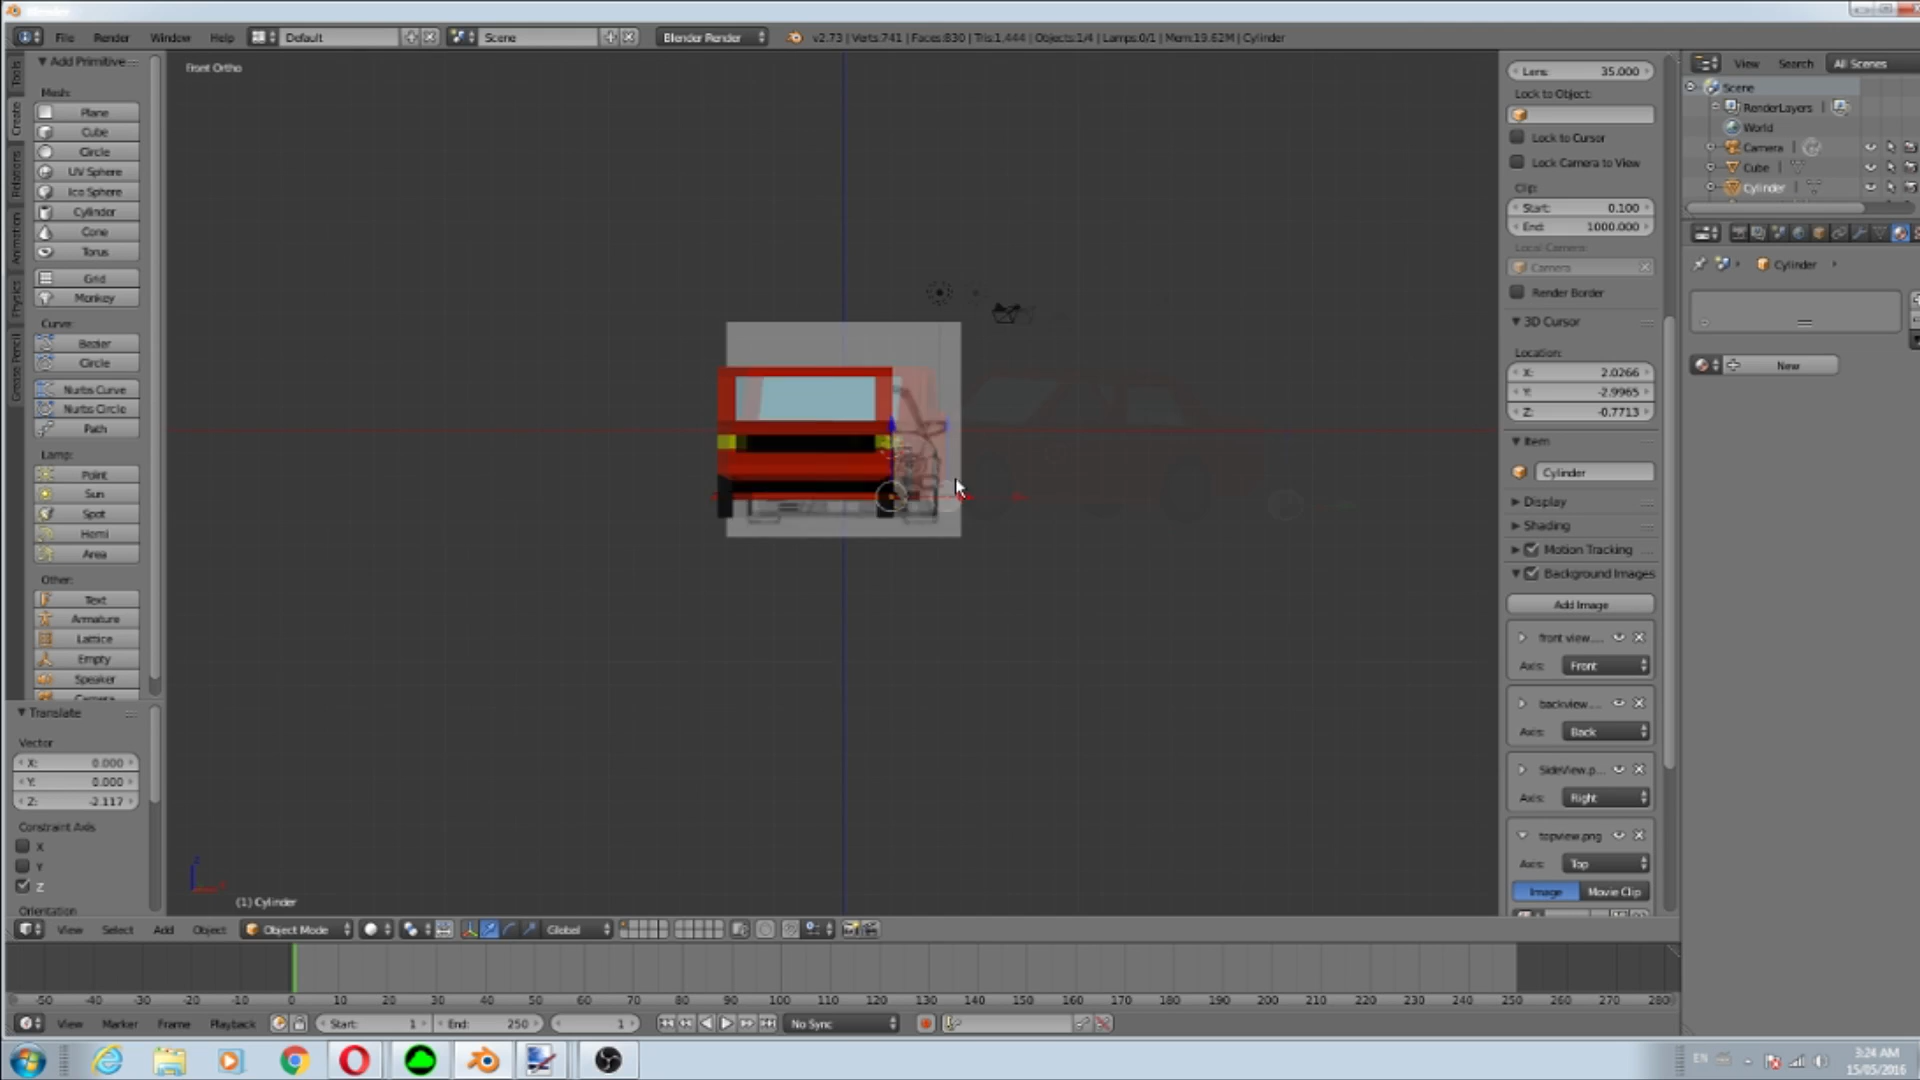 Blender
File Render Window Help Default Scene Blender Render v2.73 | Verts:741 | Faces:830 | Tris:1,444 | Objects:1/4 | Lamps:0/1 | Mem:19.62M | Cylinder
Tools
Create
Relations
Animation
Physics
Grease Pencil
Add Primitive
Mesh:
Plane
Cube
Circle
UV Sphere
Ico Sphere
Cylinder
Cone
Torus
Grid
Monkey
Curve:
Bezier
Circle
Nurbs Curve
Nurbs Circle
Path
Lamp:
Point
Sun
Spot
Hemi
Area
Other:
Text
Armature
Lattice
Empty
Speaker
Camera
Translate
Vector
X: 0.000
Y: 0.000
Z: -2.117
Constraint Axis
X
Y
Z
Orientation
Front Ortho
(1) Cylinder
Lens: 35.000
Lock to Object:
Lock to Cursor
Lock Camera to View
Clip:
Start: 0.100
End: 1000.000
Local Camera:
Camera
Render Border
3D Cursor
Location:
X: 2.0266
Y: -2.9965
Z: -0.7713
Item
Cylinder
Display
Shading
Motion Tracking
Background Images
Add Image
front view....
Axis: Front
backview....
Axis: Back
SideView.p...
Axis: Right
topview.png
Axis: Top
Image Movie Clip
View Search All Scenes
Scene
RenderLayers
World
Camera
Cube
Cylinder
Cylinder
New
View Select Add Object Object Mode Global
-50 -40 -30 -20 -10 0 10 20 30 40 50 60 70 80 90 100 110 120 130 140 150 160 170 180 190 200 210 220 230 240 250 260 270 280
View Marker Frame Playback Start: 1 End: 250 1 No Sync
EN
3:24 AM
15/05/2016